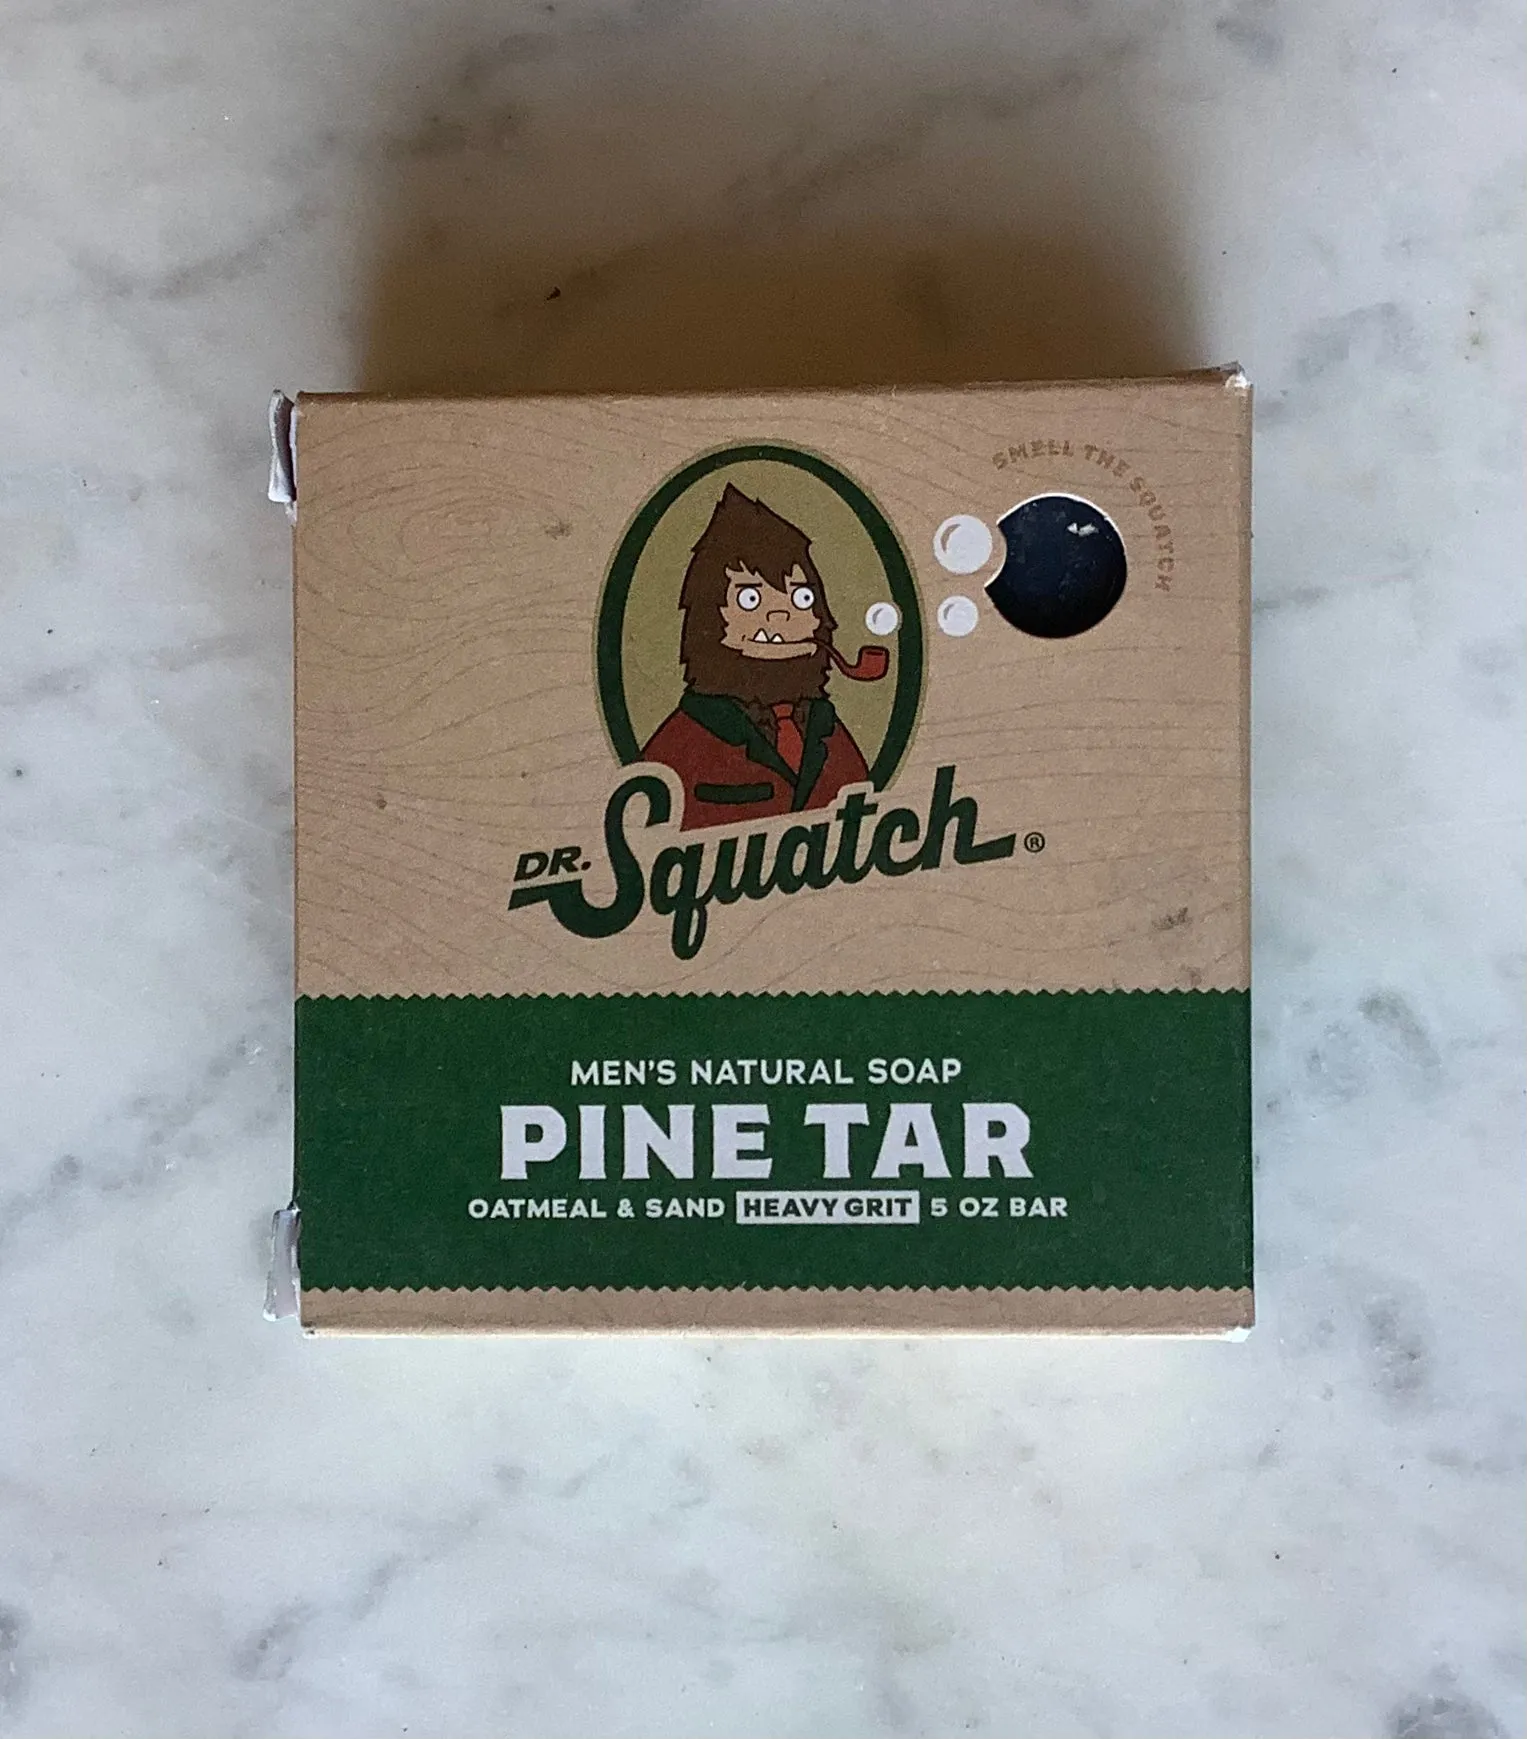 SMELL THE SQUATCH
DR. Squatch®
MEN'S NATURAL SOAP
PINE TAR
OATMEAL & SAND HEAVY GRIT 5 OZ BAR